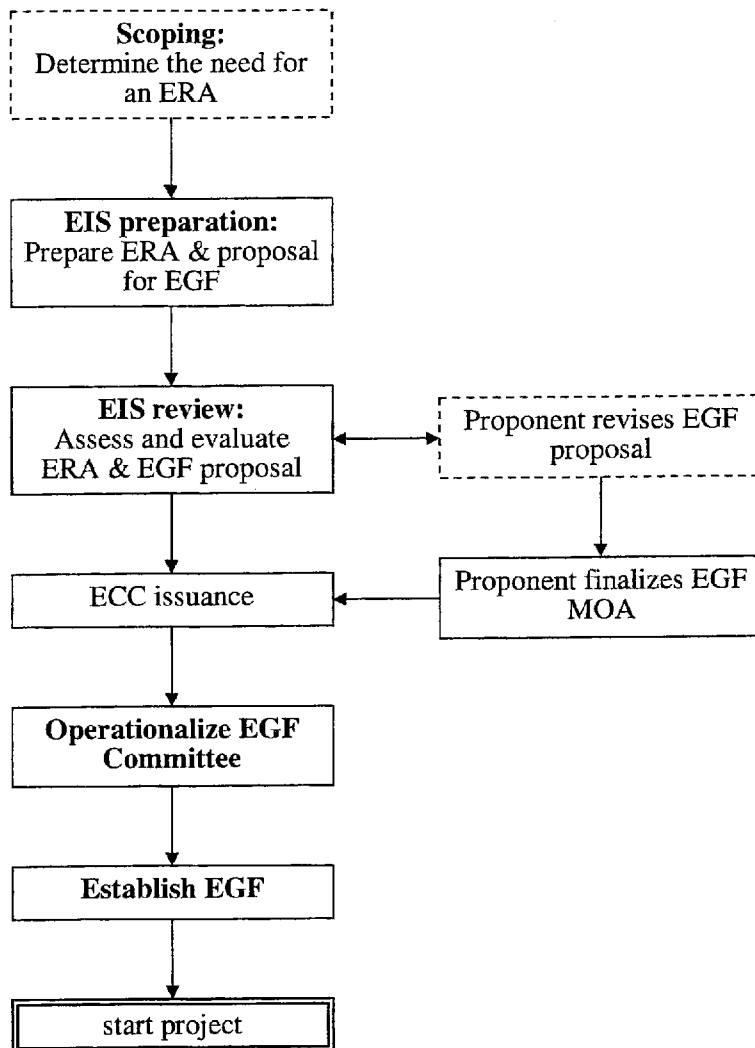 Scoping:
Determine the need for
an ERA
EIS preparation:
Prepare ERA & proposal
for EGF
EIS review:
Assess and evaluate
ERA & EGF proposal
Proponent revises EGF
proposal
ECC issuance
Proponent finalizes EGF
MOA
Operationalize EGF
Committee
Establish EGF
start project